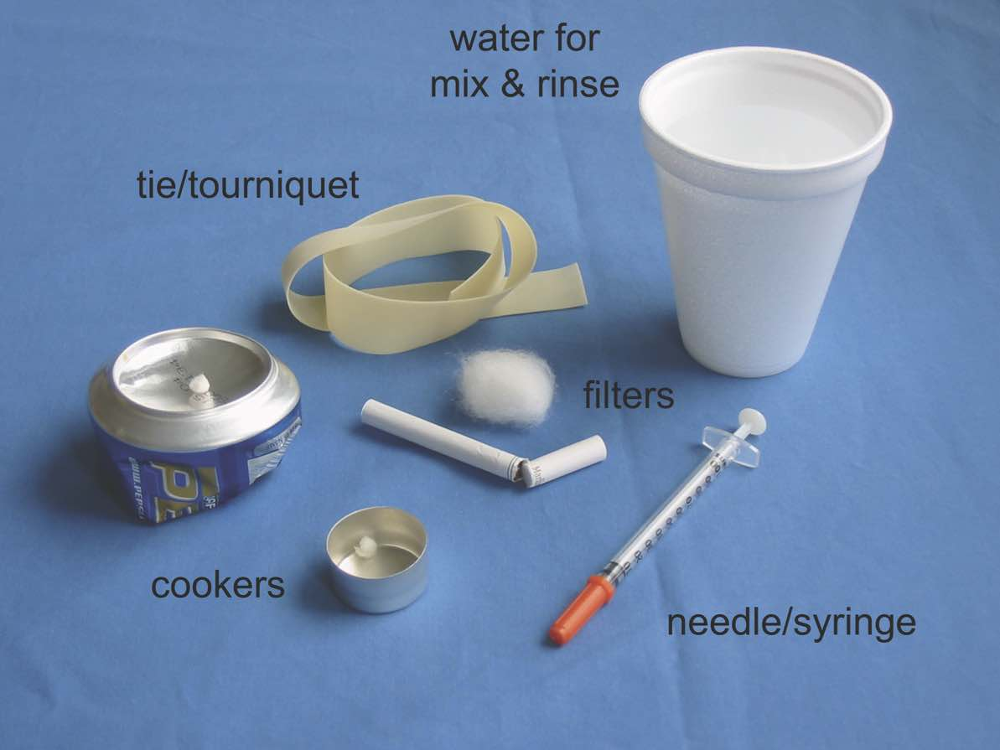 water for
mix & rinse
tie/tourniquet
filters
cookers
needle/syringe